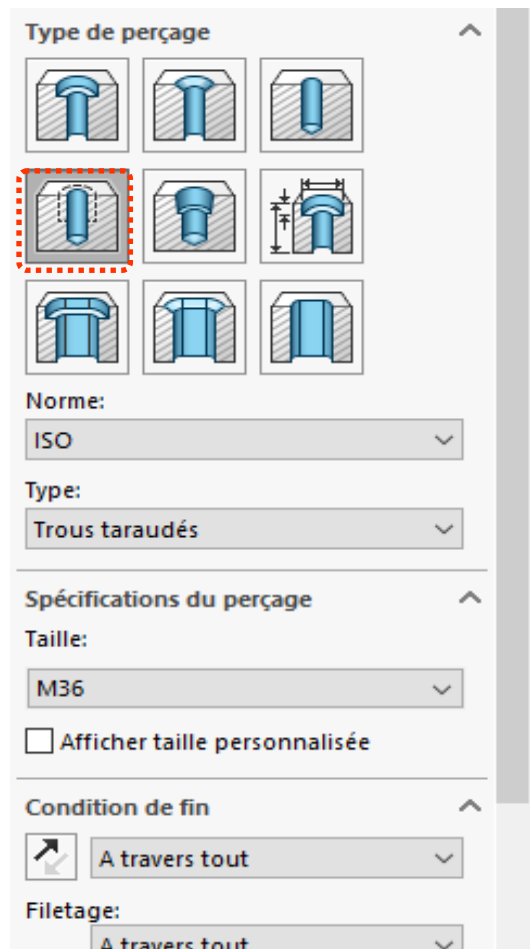 Type de perçage
Norme:
ISO
Type:
Trous taraudés
Spécifications du perçage
Taille:
M36
Afficher taille personnalisée
Condition de fin
A travers tout
Filetage:
A travers tout